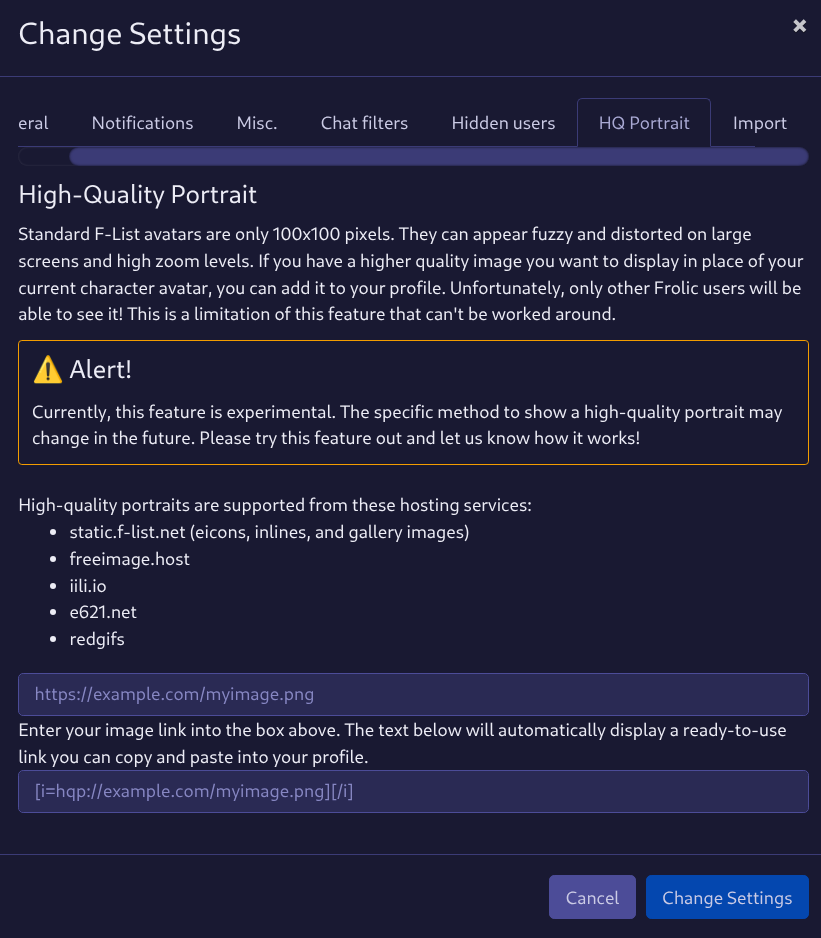 Change Settings
×
eral Notifications Misc. Chat filters Hidden users HQ Portrait Import
High-Quality Portrait
Standard F-List avatars are only 100x100 pixels. They can appear fuzzy and distorted on large
screens and high zoom levels. If you have a higher quality image you want to display in place of your
current character avatar, you can add it to your profile. Unfortunately, only other Frolic users will be
able to see it! This is a limitation of this feature that can't be worked around.
⚠️ Alert!
Currently, this feature is experimental. The specific method to show a high-quality portrait may
change in the future. Please try this feature out and let us know how it works!
High-quality portraits are supported from these hosting services:
• static.f-list.net (eicons, inlines, and gallery images)
• freeimage.host
• iili.io
• e621.net
• redgifs
https://example.com/myimage.png
Enter your image link into the box above. The text below will automatically display a ready-to-use
link you can copy and paste into your profile.
[i=hqp://example.com/myimage.png][/i]
Cancel Change Settings